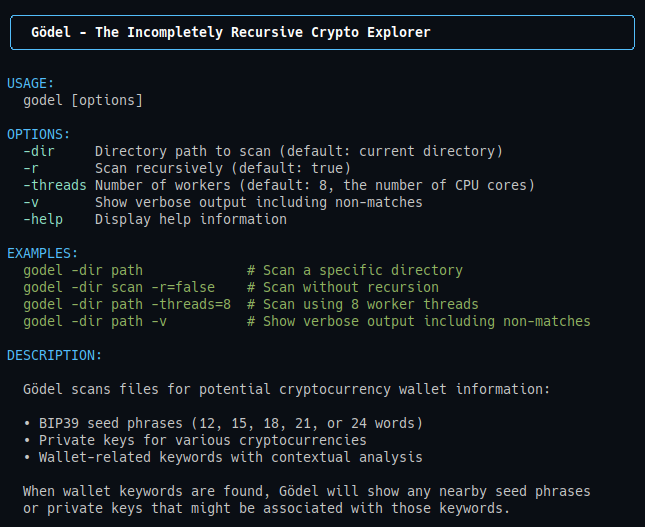 Gödel - The Incompletely Recursive Crypto Explorer
USAGE:
godel [options]
OPTIONS:
-dir     Directory path to scan (default: current directory)
-r       Scan recursively (default: true)
-threads Number of workers (default: 8, the number of CPU cores)
-v       Show verbose output including non-matches
-help    Display help information
EXAMPLES:
godel -dir path             # Scan a specific directory
godel -dir scan -r=false    # Scan without recursion
godel -dir path -threads=8  # Scan using 8 worker threads
godel -dir path -v          # Show verbose output including non-matches
DESCRIPTION:
Gödel scans files for potential cryptocurrency wallet information:
• BIP39 seed phrases (12, 15, 18, 21, or 24 words)
• Private keys for various cryptocurrencies
• Wallet-related keywords with contextual analysis
When wallet keywords are found, Gödel will show any nearby seed phrases
or private keys that might be associated with those keywords.